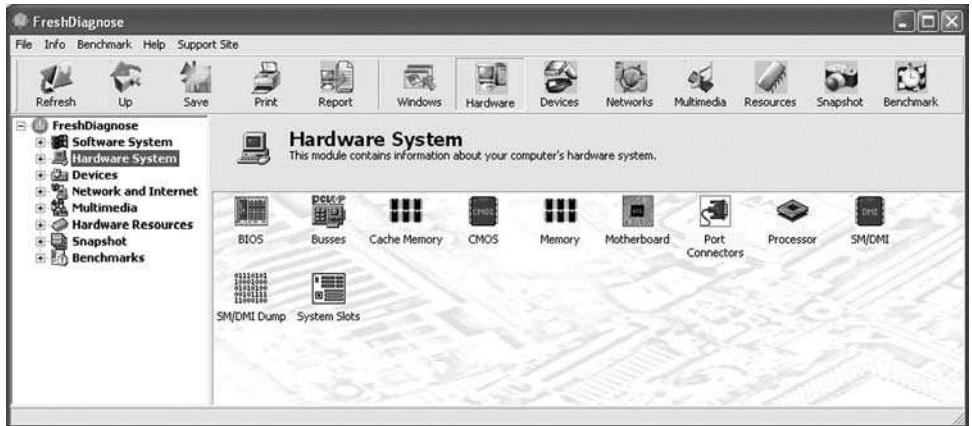 FreshDiagnose
File Info Benchmark Help Support Site
Refresh Up Save Print Report Windows Hardware Devices Networks Multimedia Resources Snapshot Benchmark
FreshDiagnose
Software System
Hardware System
Devices
Network and Internet
Multimedia
Hardware Resources
Snapshot
Benchmarks
Hardware System
This module contains information about your computer's hardware system.
CMOS
DMI
BIOS Busses Cache Memory CMOS Memory Motherboard Port Connectors Processor SM/DMI
SM/DMI Dump System Slots